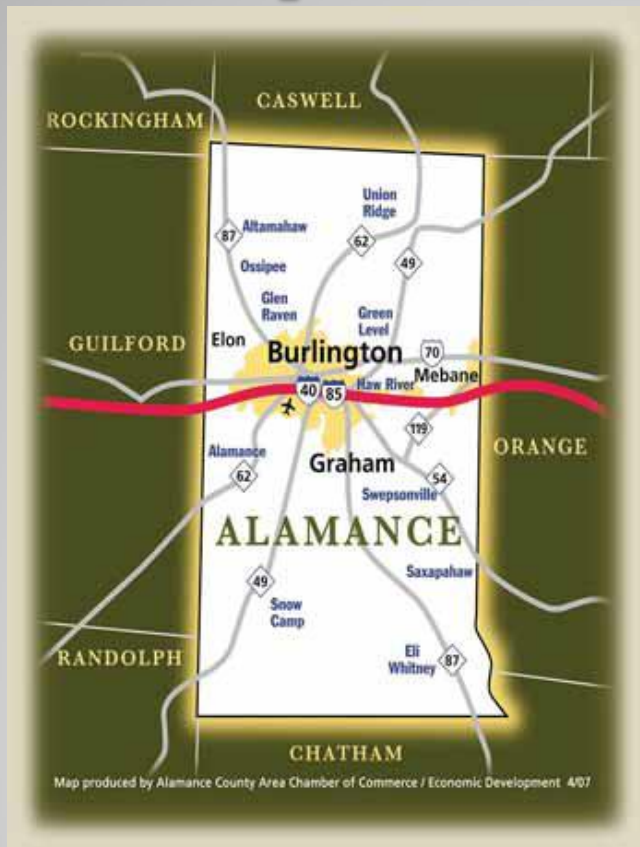 CASWELL
ROCKINGHAM
Union
Ridge
87
Altamahaw
62
49
Ossipee
Glen
Raven
Green
Level
GUILFORD
Elon
Burlington
70
Mebane
Haw River
40
85
119
ORANGE
Alamance
62
Graham
54
Swepsonville
ALAMANCE
Saxapahaw
49
Snow
Camp
RANDOLPH
Eli
Whitney
87
CHATHAM
Map produced by Alamance County Area Chamber of Commerce / Economic Development 4/07